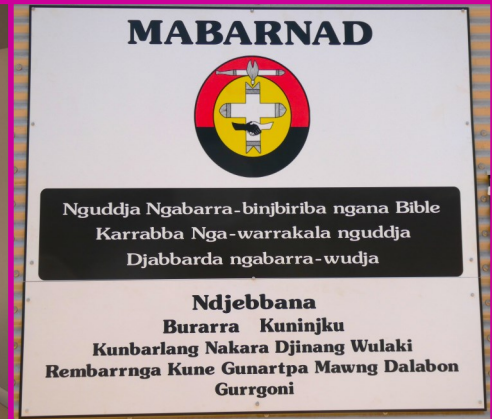 MABARNAD
Nguddja Ngabarra-binjbiriba ngana Bible
Karrabba Nga-warrakala nguddja
Djabbarda ngabarra-wudja
Ndjebbana
Burarra Kuninjku
Kunbarlang Nakara Djinang Wulaki
Rembarrnga Kune Gunartpa Mawng Dalabon
Gurrgoni